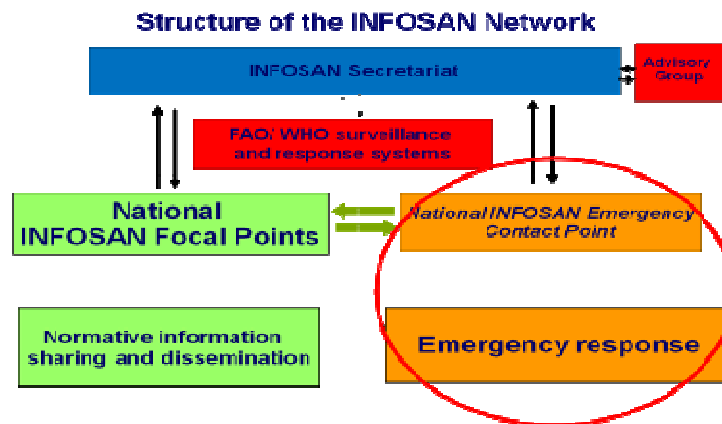 Structure of the INFOSAN Network
INFOSAN Secretariat
Advisory
Group
FAO/ WHO surveillance
and response systems
National
INFOSAN Focal Points
National INFOSAN Emergency
Contact Point
Normative information
sharing and dissemination
Emergency response